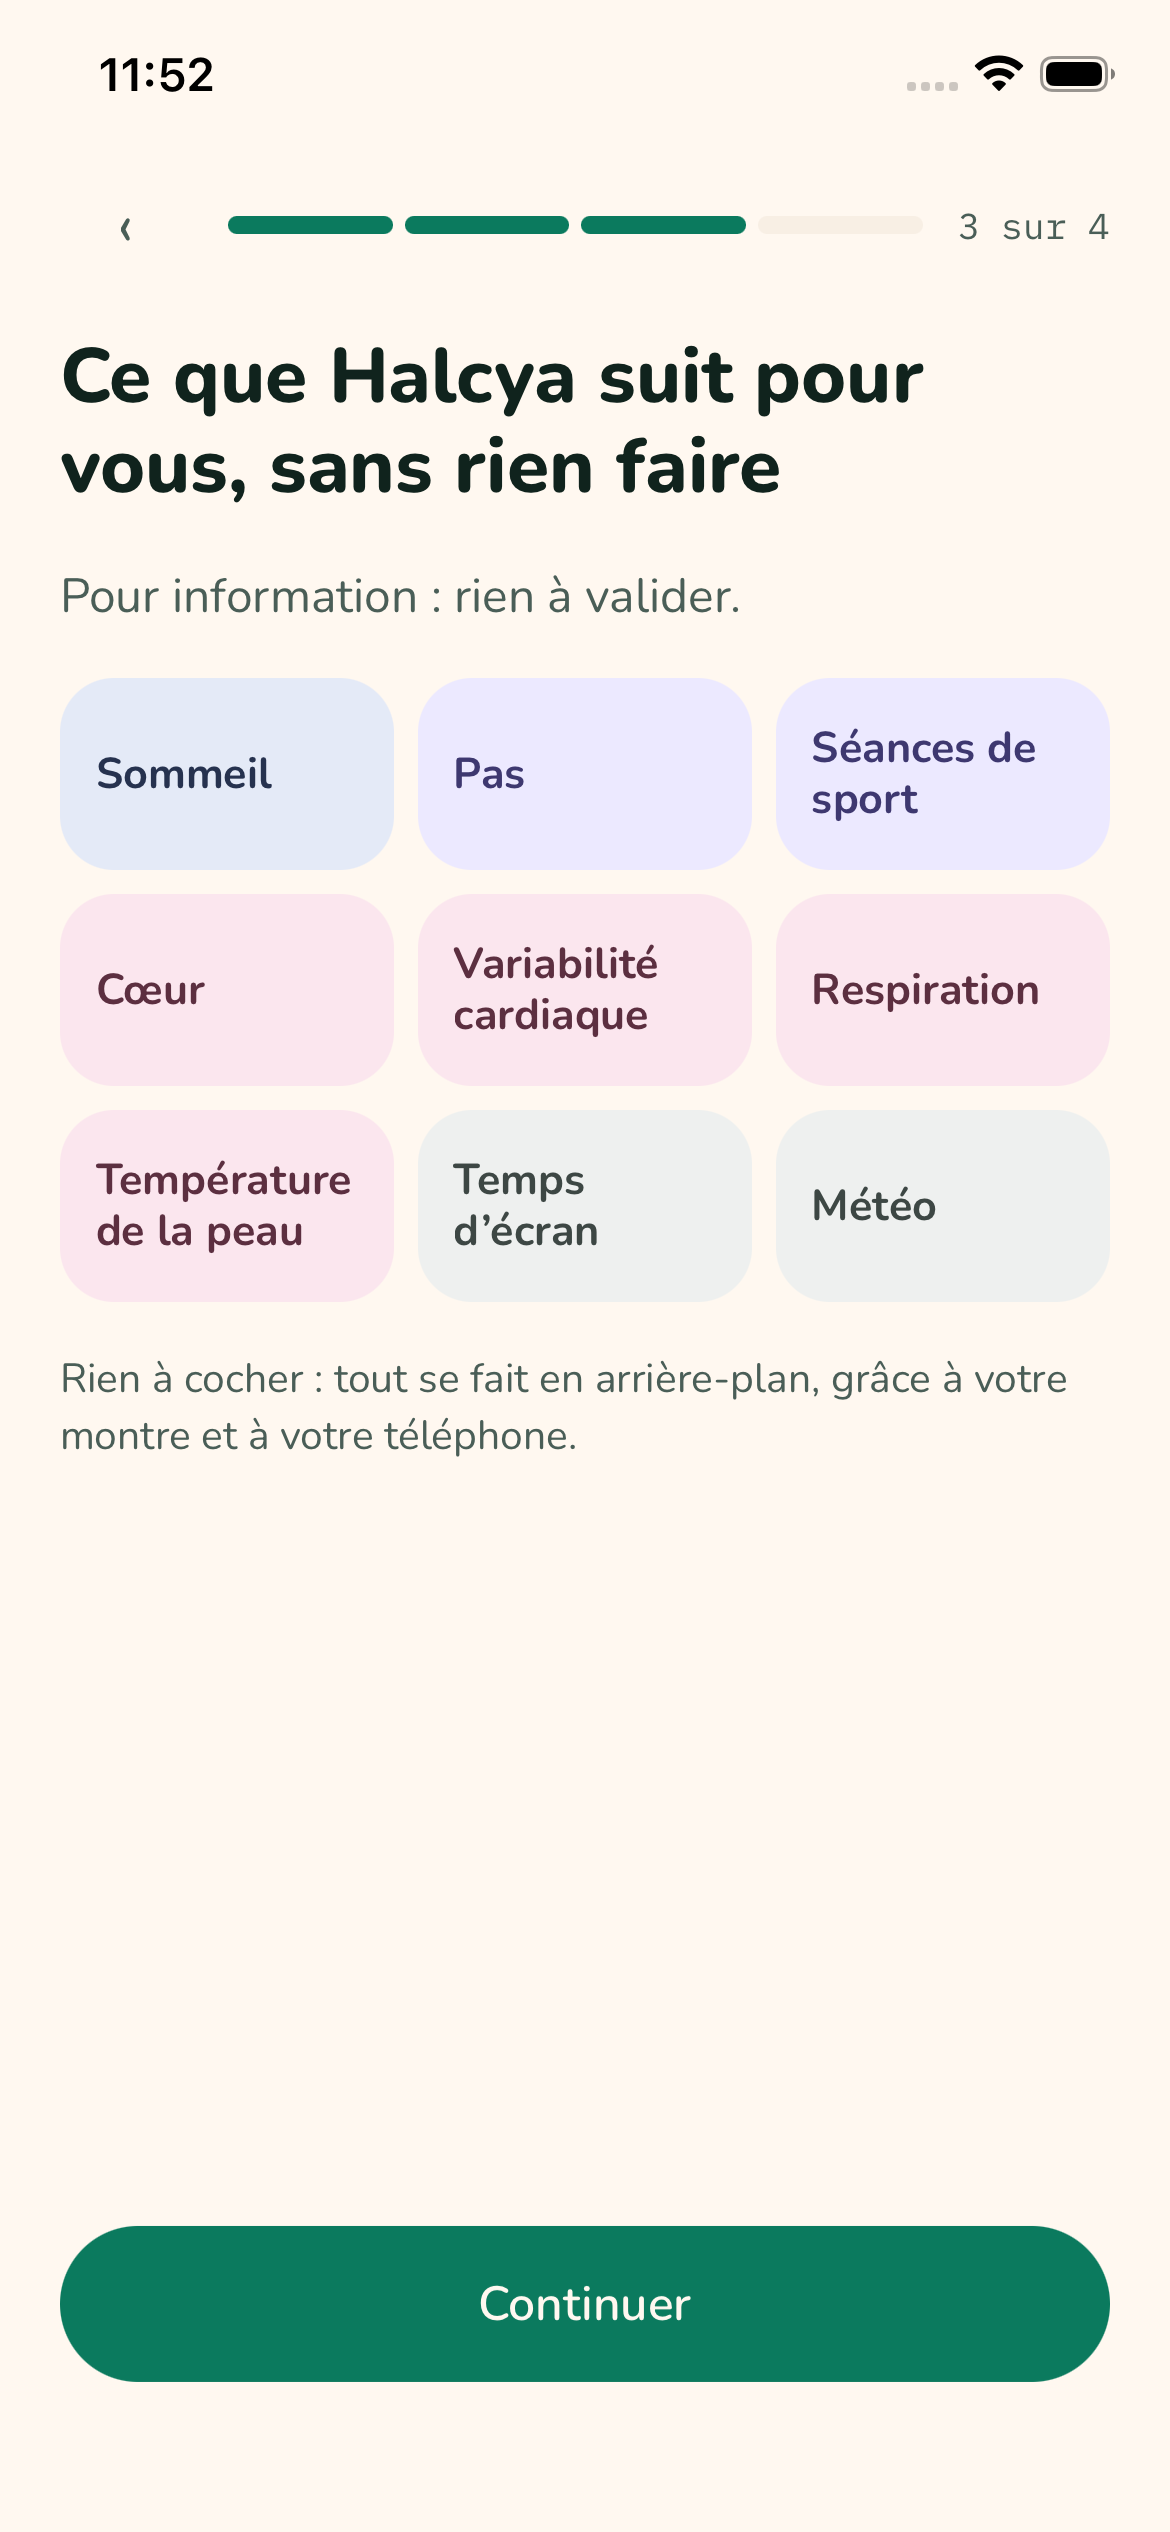 11:52
3 sur 4
Ce que Halcya suit pour
vous, sans rien faire
Pour information : rien à valider.
Sommeil
Pas
Séances de
sport
Cœur
Variabilité
cardiaque
Respiration
Température
de la peau
Temps
d’écran
Météo
Rien à cocher : tout se fait en arrière-plan, grâce à votre
montre et à votre téléphone.
Continuer